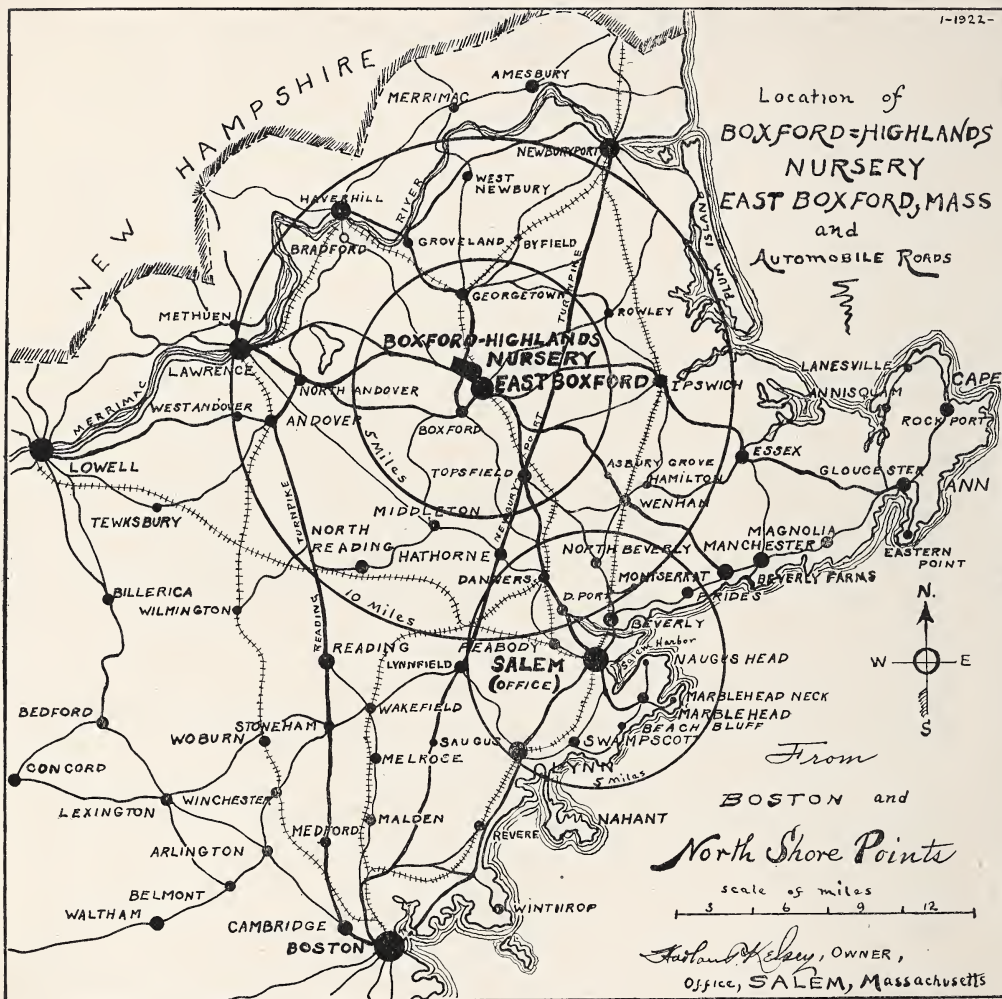 1-1922-
Location of
BOXFORD=HIGHLANDS
NURSERY
EAST BOXFORD, MASS
and
AUTOMOBILE ROADS
NEW HAMPSHIRE
AMESBURY
MERRIMAC
NEWBURYPORT
WEST
NEWBURY
HAVERHILL
RIVER
BRADFORD
GROVELAND
BYFIELD
PLUM ISLAND
GEORGETOWN
TURNPIKE
ROWLEY
METHUEN
BOXFORD-HIGHLANDS
NURSERY
EAST BOXFORD
IPSWICH
LAWRENCE
MERRIMAC
NORTH ANDOVER
WEST ANDOVER
ANDOVER
BOXFORD
5 MILES
LANESVILLE
ANNISQUAM
CAPE
ROCKPORT
ESSEX
GLOUCESTER
ANN
LOWELL
TOPSFIELD
NEWBURYPORT
ASBURY GROVE
HAMILTON
WENHAM
TEWKSBURY
MIDDLETON
NORTH
READING
HATHORNE
TURNPIKE
READING
NORTH BEVERLY
MAGNOLIA
MANCHESTER
EASTERN
POINT
DANVERS
MONTSERRAT
BEVERLY FARMS
PRIDES
D. PORT
BEVERLY
BILLERICA
WILMINGTON
10 MILES
N.
W
E
S
READING
LYNNFIELD
PEABODY
SALEM
(OFFICE)
Salem Harbor
NAUGUS HEAD
MARBLEHEAD NECK
MARBLEHEAD
BEACH BLUFF
SWAMPSCOTT
BEDFORD
STONEHAM
WAKEFIELD
WOBURN
SAUGUS
MELROSE
LYNN
5 MILES
CONCORD
LEXINGTON
WINCHESTER
MALDEN
NAHANT
MEDFORD
REVERE
ARLINGTON
BELMONT
WALTHAM
CAMBRIDGE
WINTHROP
BOSTON
From
BOSTON and
North Shore Points
scale of miles
3 6 9 12
Harlan P. Kelsey, OWNER,
Office, SALEM, Massachusetts